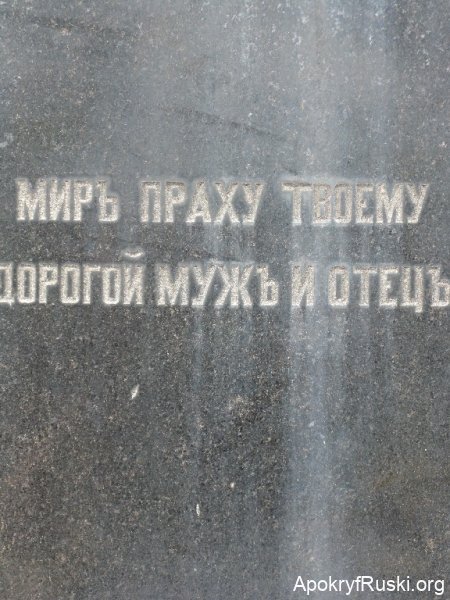 МИРЪ ПРАХУ ТВОЕМУ
ДОРОГОЙ МУЖЪ И ОТЕЦЪ
ApokryfRuski.org